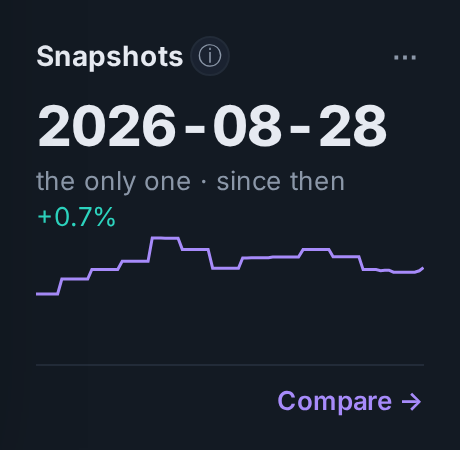 Snapshots ⓘ ···
2026-08-28
the only one · since then
+0.7%
Compare →